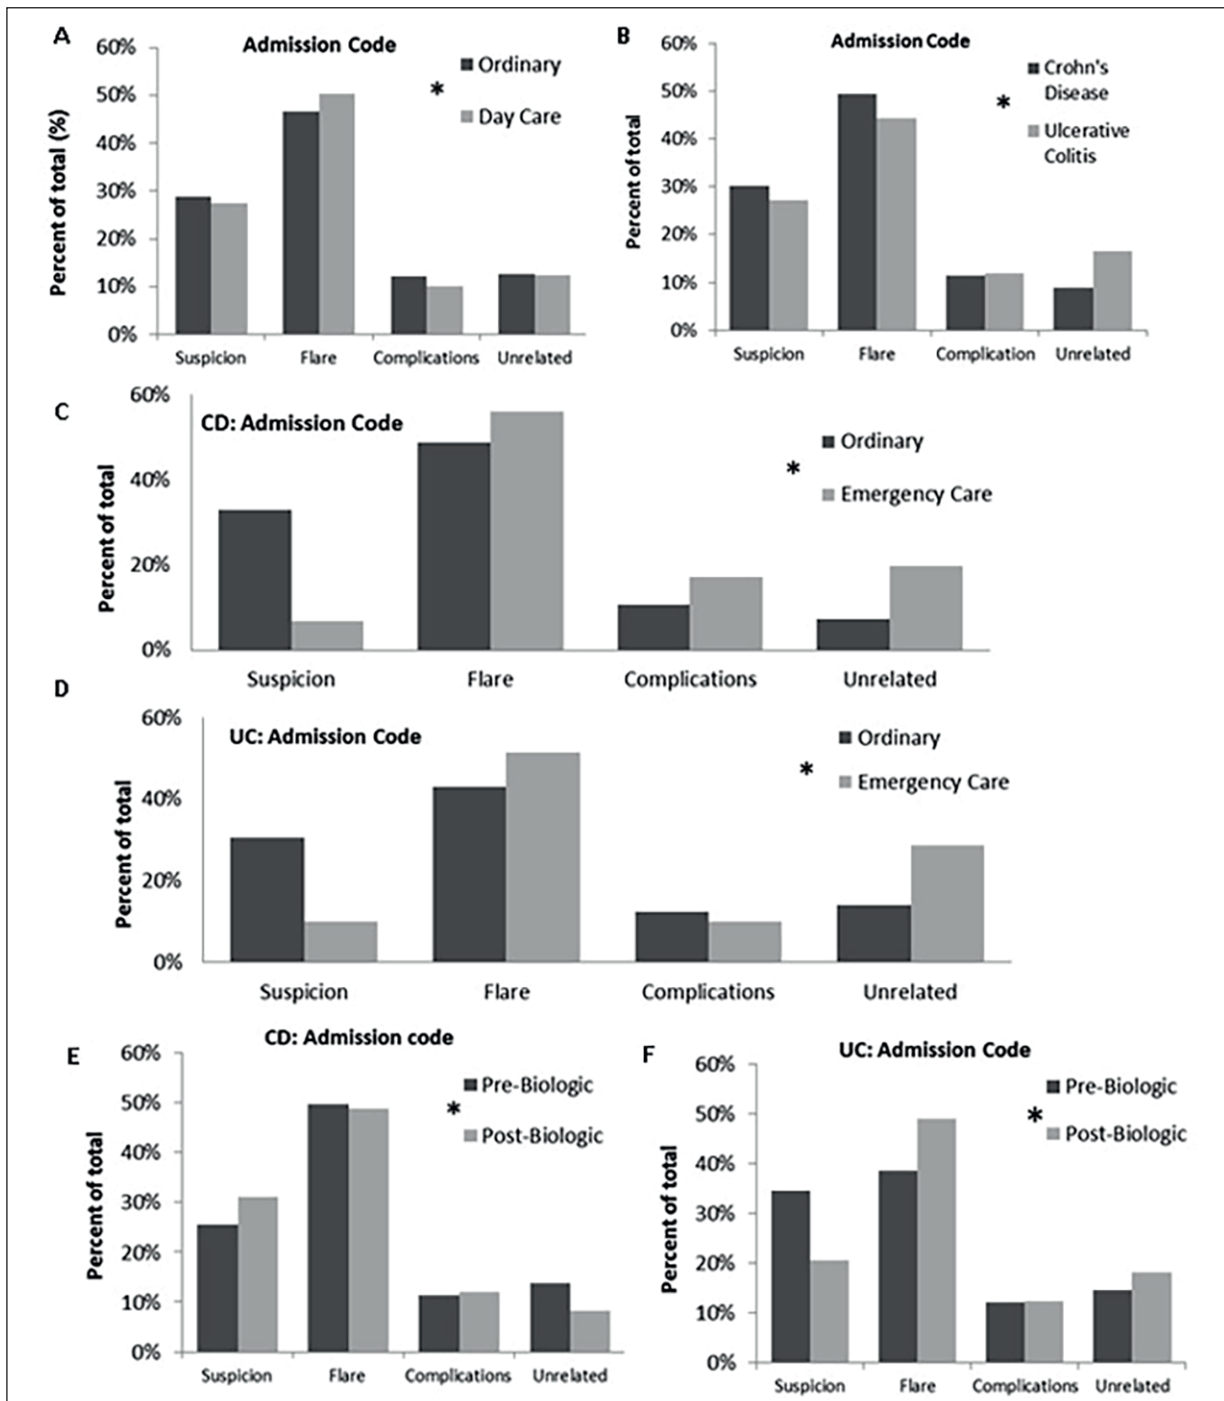 A
Admission Code
Percent of total (%)
60%
50%
40%
30%
20%
10%
0%
Ordinary
*
Day Care
Suspicion Flare Complications Unrelated
B
Admission Code
Percent of total
60%
50%
40%
30%
20%
10%
0%
Crohn's
Disease
*
Ulcerative
Colitis
Suspicion Flare Complication Unrelated
C
CD: Admission Code
Percent of total
60%
40%
20%
0%
Ordinary
*
Emergency Care
Suspicion Flare Complications Unrelated
D
UC: Admission Code
Percent of total
60%
40%
20%
0%
Ordinary
*
Emergency Care
Suspicion Flare Complications Unrelated
E
CD: Admission code
Percent of total
60%
50%
40%
30%
20%
10%
0%
Pre-Biologic
*
Post-Biologic
Suspicion Flare Complications Unrelated
F
UC: Admission Code
Percent of total
60%
50%
40%
30%
20%
10%
0%
Pre-Biologic
*
Post-Biologic
Suspicion Flare Complications Unrelated